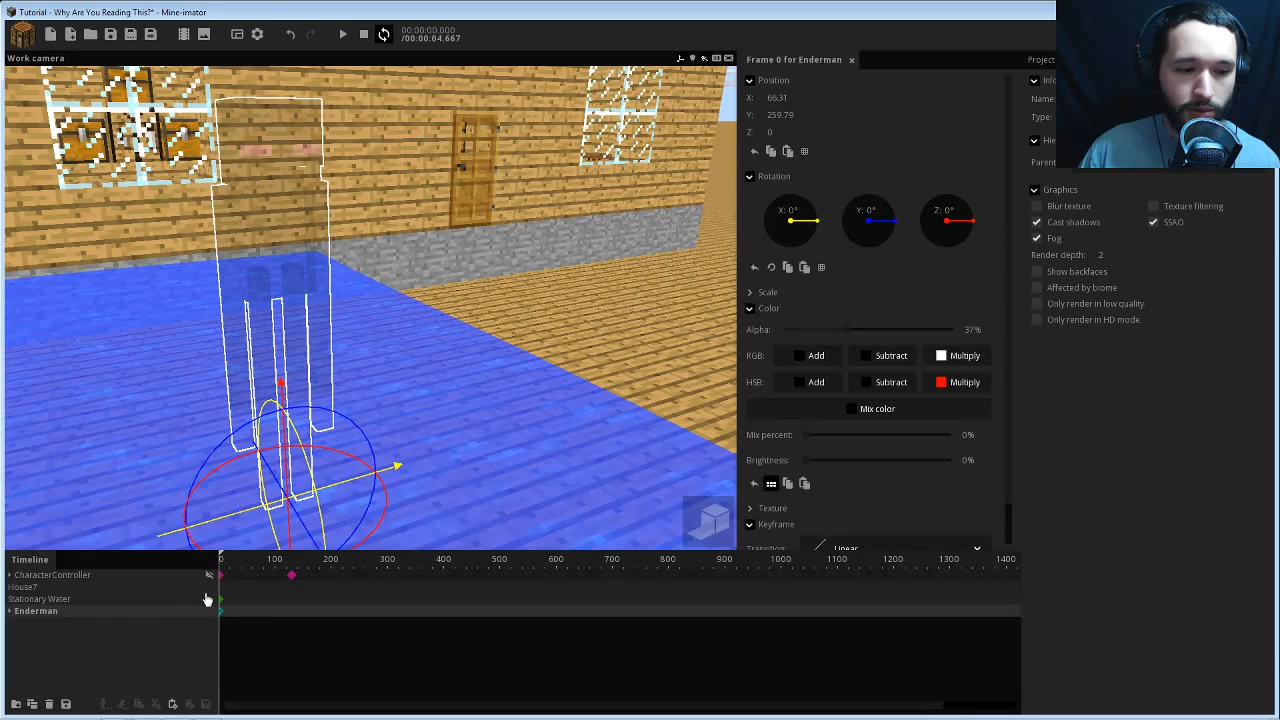 Tutorial - Why Are You Reading This?* - Mine-imator
00:00:00.000
/00:00:04.667
Work camera
Frame 0 for Enderman
Project
Position
X: 66.31
Y: 259.79
Z: 0
Rotation
X: 0°
Y: 0°
Z: 0°
Scale
Color
Alpha:
37%
RGB:
Add
Subtract
Multiply
HSB:
Add
Subtract
Multiply
Mix color
Mix percent:
0%
Brightness:
0%
Texture
Keyframe
Transition:
Linear
Name:
Type:
Parent
Graphics
Blur texture
Texture filtering
Cast shadows
SSAO
Fog
Render depth: 2
Show backfaces
Affected by biome
Only render in low quality
Only render in HD mode
Timeline
0 100 200 300 400 500 600 700 800 900 1000 1100 1200 1300 1400
CharacterController
House7
Stationary Water
Enderman